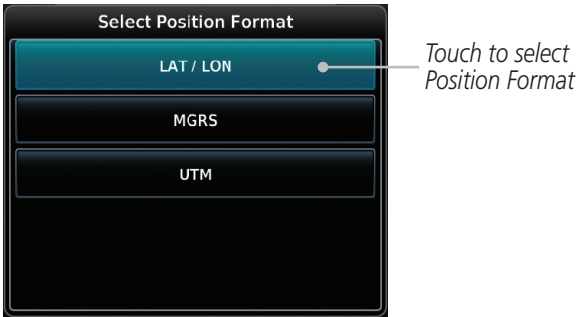 Select Position Format
LAT / LON
Touch to select
Position Format
MGRS
UTM